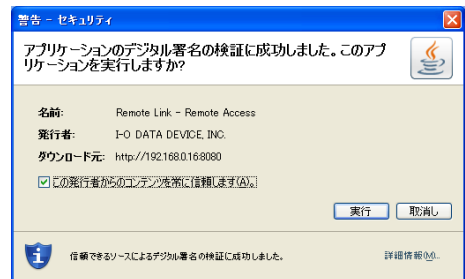 警告 - セキュリティ
アプリケーションのデジタル署名の検証に成功しました。このアプ
リケーションを実行しますか?
名前: Remote Link - Remote Access
発行者: I-O DATA DEVICE, INC.
ダウンロード元: http://192.168.0.16:8080
この発行者からのコンテンツを常に信頼します(A)。
実行 取消し
信頼できるソースによるデジタル署名の検証に成功しました。 詳細情報(M)...